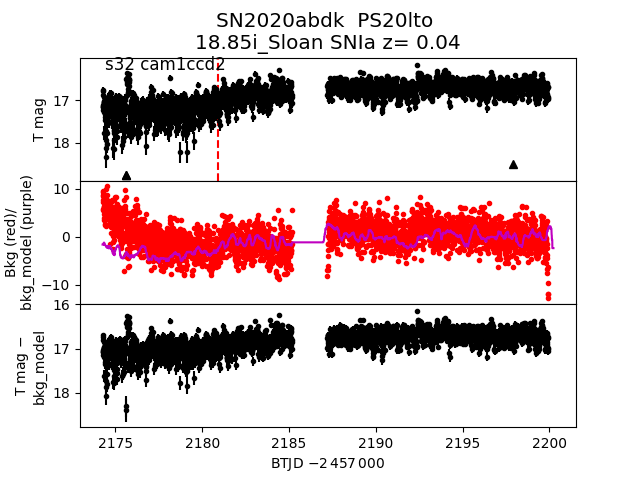 SN2020abdk  PS20lto
18.85i_Sloan SNIa z= 0.04
s32 cam1ccd2
T mag
17
18
Bkg (red)/
bkg_model (purple)
10
0
−10
T mag −
bkg_model
16
17
18
2175
2180
2185
2190
2195
2200
BTJD −2 457 000